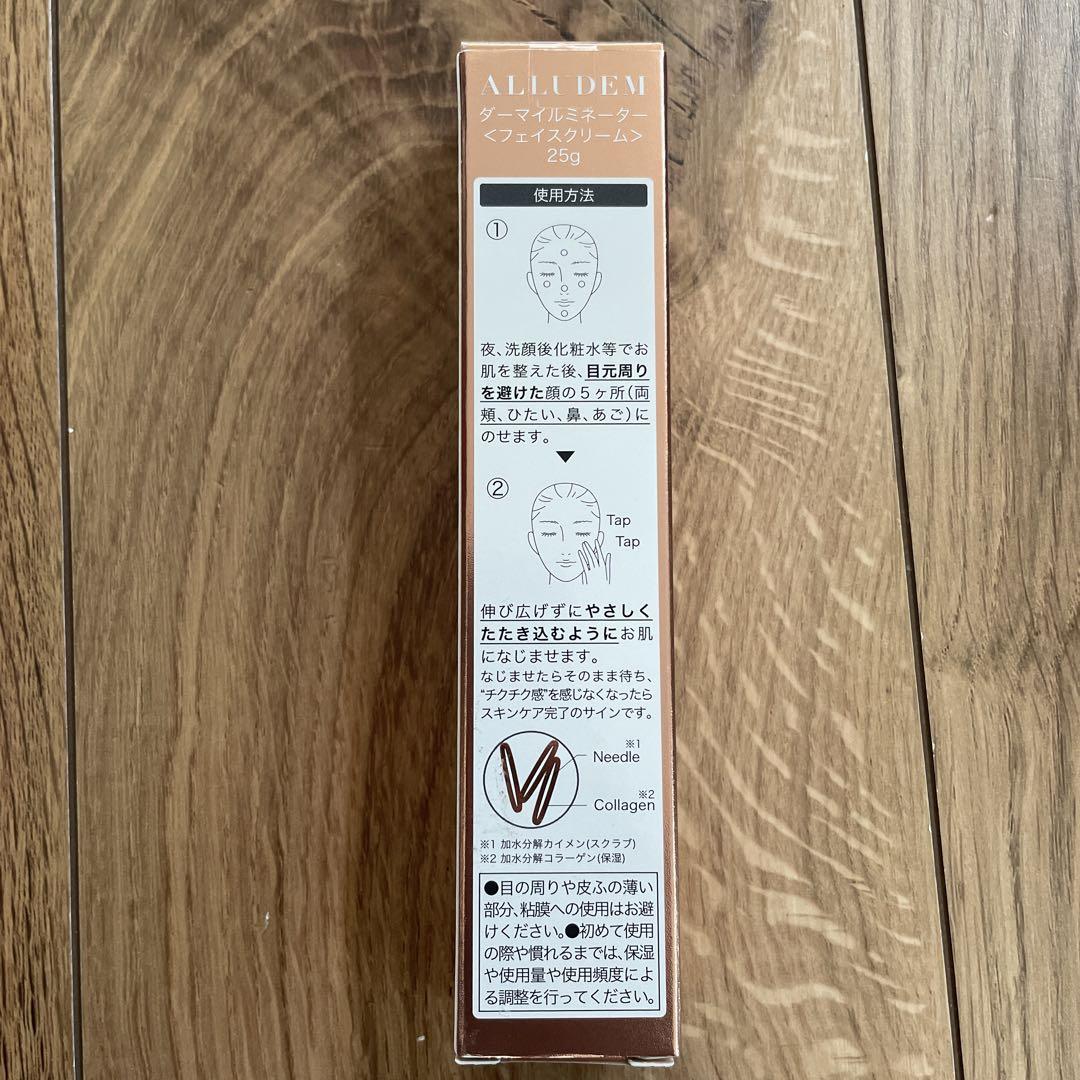 ALLUDEM
ダーマイルミネーター
<フェイスクリーム>
25g
使用方法
①
夜、洗顔後化粧水等でお
肌を整えた後、目元周り
を避けた顔の5ヶ所(両
頬、ひたい、鼻、あご)に
のせます。
②
Tap
Tap
伸び広げずにやさしく
たたき込むようにお肌
になじませます。
なじませたらそのまま待ち、
“チクチク感”を感じなくなったら
スキンケア完了のサインです。
※1
Needle
※2
Collagen
※1 加水分解カイメン(スクラブ)
※2 加水分解コラーゲン(保湿)
●目の周りや皮ふの薄い
部分、粘膜への使用はお避
けください。●初めて使用
の際や慣れるまでは、保湿
や使用量や使用頻度によ
る調整を行ってください。